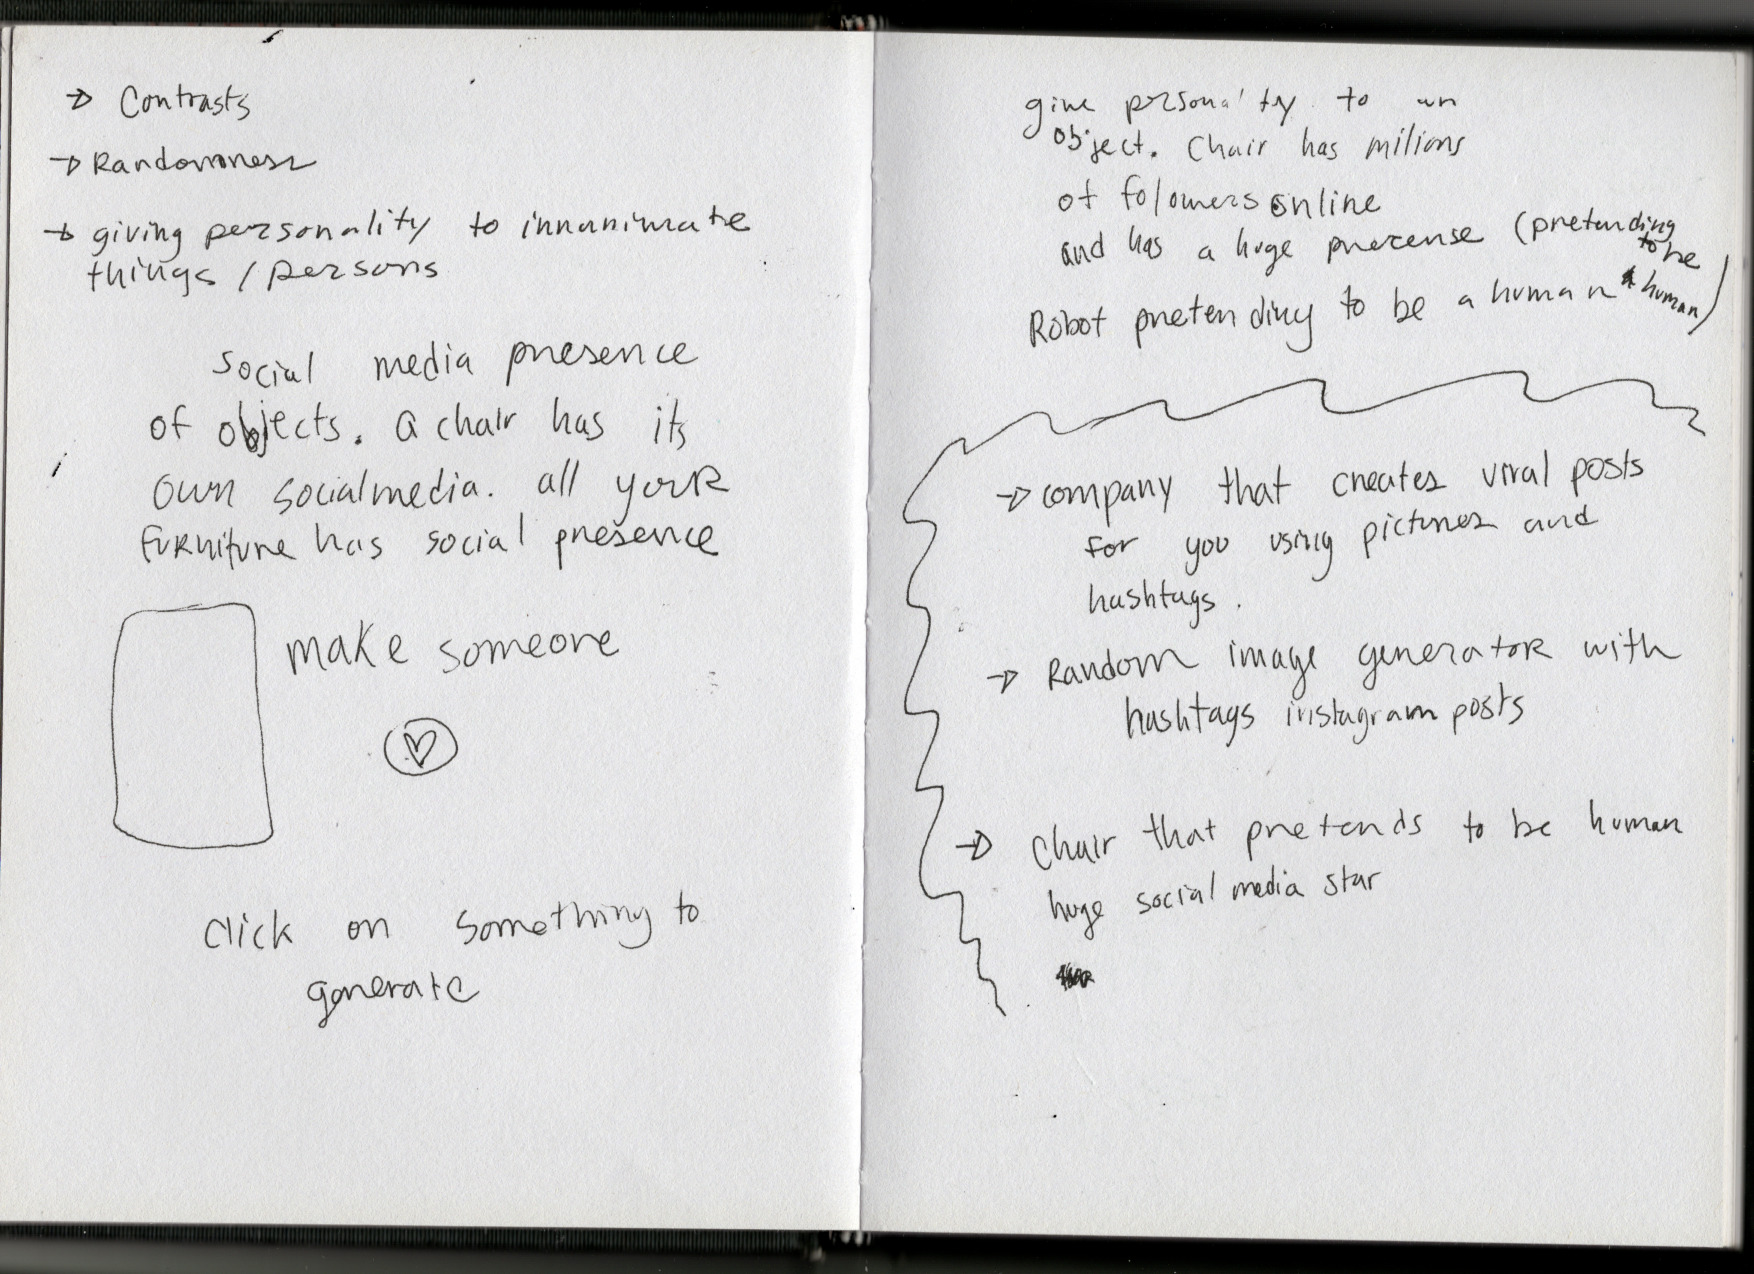 → Contrasts
→ Randomness
→ giving personality to innanimate
things / persons
social media presence
of objects. a chair has its
own socialmedia. all your
furniture has social presence
make someone
click on something to
generate
give personality to an
object. Chair has milions
of folowers online
and has a huge precense (pretending
to be
a human)
Robot pretending to be a human
→ company that creates viral posts
for you using pictures and
hashtags.
→ Random image generator with
hashtags instagram posts
→ Chair that pretends to be human
huge social media star